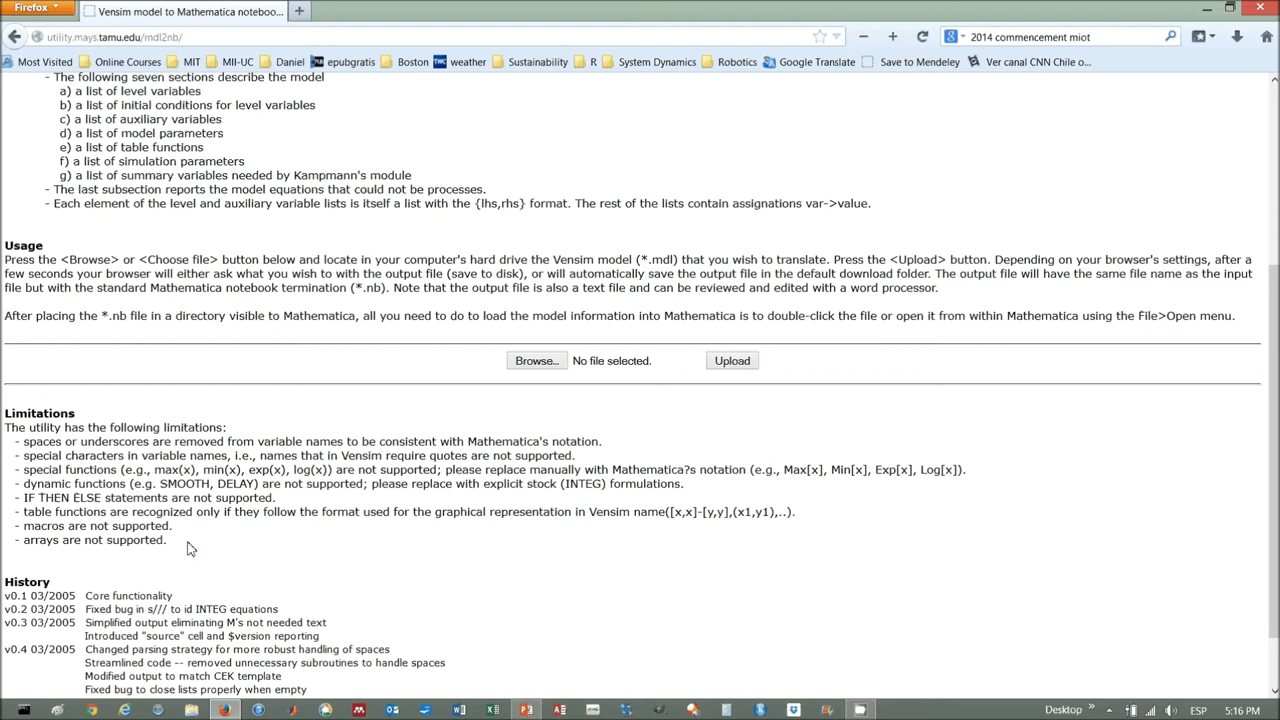 Firefox
Vensim model to Mathematica noteboo...
utility.mays.tamu.edu/mdl2nb/
2014 commencement miot
Most Visited Online Courses MIT MII-UC Daniel epubgratis Boston TWC weather Sustainability R System Dynamics Robotics Google Translate Save to Mendeley Ver canal CNN Chile o...
- The following seven sections describe the model
a) a list of level variables
b) a list of initial conditions for level variables
c) a list of auxiliary variables
d) a list of model parameters
e) a list of table functions
f) a list of simulation parameters
g) a list of summary variables needed by Kampmann's module
- The last subsection reports the model equations that could not be processes.
- Each element of the level and auxiliary variable lists is itself a list with the {lhs,rhs} format. The rest of the lists contain assignations var->value.
Usage
Press the <Browse> or <Choose file> button below and locate in your computer's hard drive the Vensim model (*.mdl) that you wish to translate. Press the <Upload> button. Depending on your browser's settings, after a
few seconds your browser will either ask what you wish to with the output file (save to disk), or will automatically save the output file in the default download folder. The output file will have the same file name as the input
file but with the standard Mathematica notebook termination (*.nb). Note that the output file is also a text file and can be reviewed and edited with a word processor.
After placing the *.nb file in a directory visible to Mathematica, all you need to do to load the model information into Mathematica is to double-click the file or open it from within Mathematica using the File>Open menu.
Browse... No file selected. Upload
Limitations
The utility has the following limitations:
- spaces or underscores are removed from variable names to be consistent with Mathematica's notation.
- special characters in variable names, i.e., names that in Vensim require quotes are not supported.
- special functions (e.g., max(x), min(x), exp(x), log(x)) are not supported; please replace manually with Mathematica?s notation (e.g., Max[x], Min[x], Exp[x], Log[x]).
- dynamic functions (e.g. SMOOTH, DELAY) are not supported; please replace with explicit stock (INTEG) formulations.
- IF THEN ELSE statements are not supported.
- table functions are recognized only if they follow the format used for the graphical representation in Vensim name([x,x]-[y,y],(x1,y1),..).
- macros are not supported.
- arrays are not supported.
History
v0.1 03/2005 Core functionality
v0.2 03/2005 Fixed bug in s/// to id INTEG equations
v0.3 03/2005 Simplified output eliminating M's not needed text
Introduced "source" cell and $version reporting
v0.4 03/2005 Changed parsing strategy for more robust handling of spaces
Streamlined code -- removed unnecessary subroutines to handle spaces
Modified output to match CEK template
Fixed bug to close lists properly when empty
Desktop ESP 5:16 PM